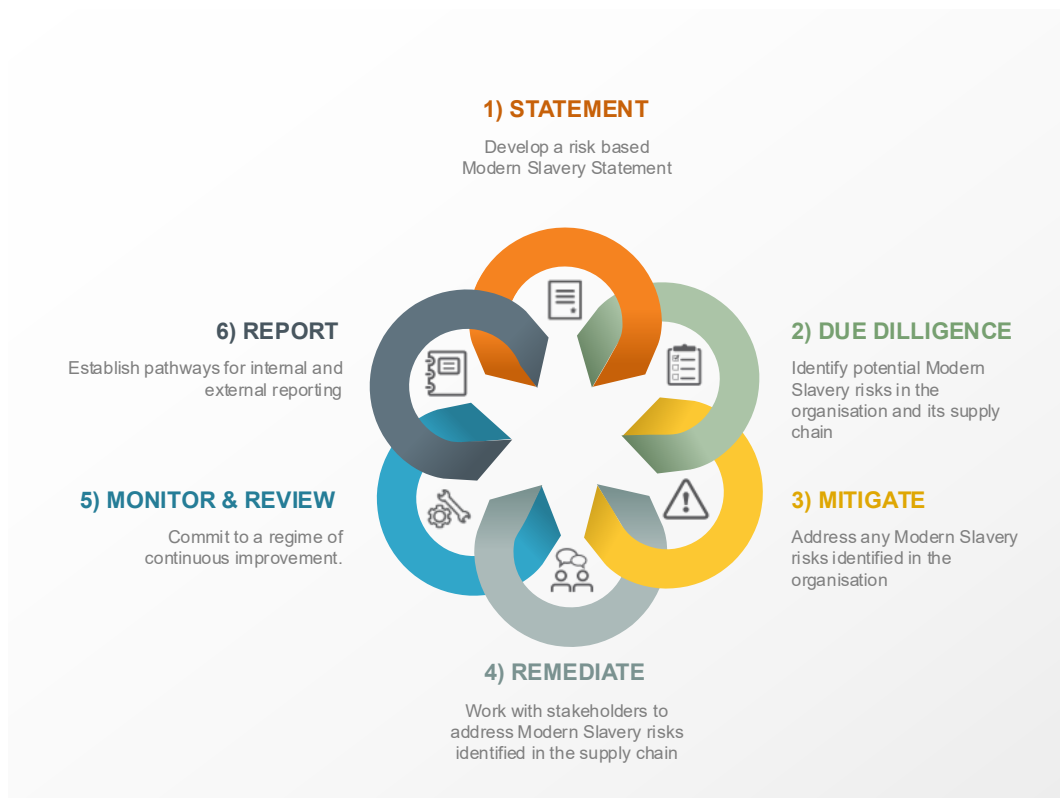 1) STATEMENT
Develop a risk based
Modern Slavery Statement
2) DUE DILLIGENCE
Identify potential Modern
Slavery risks in the
organisation and its supply
chain
3) MITIGATE
Address any Modern Slavery
risks identified in the
organisation
4) REMEDIATE
Work with stakeholders to
address Modern Slavery risks
identified in the supply chain
5) MONITOR & REVIEW
Commit to a regime of
continuous improvement.
6) REPORT
Establish pathways for internal and
external reporting